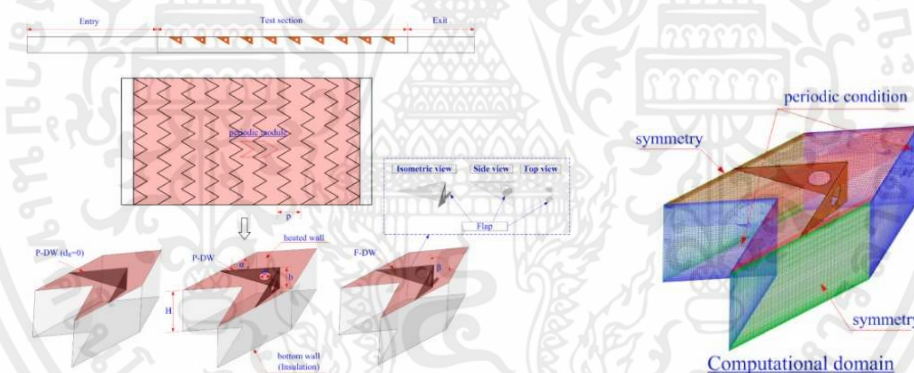 Entry
Test section
Exit
periodic module
p
Isometric view
Side view
Top view
Flap
P-DW (dₕ=0)
P-DW
heated wall
F-DW
α
b
β
H
bottom wall
(Insulation)
periodic condition
symmetry
symmetry
Computational domain